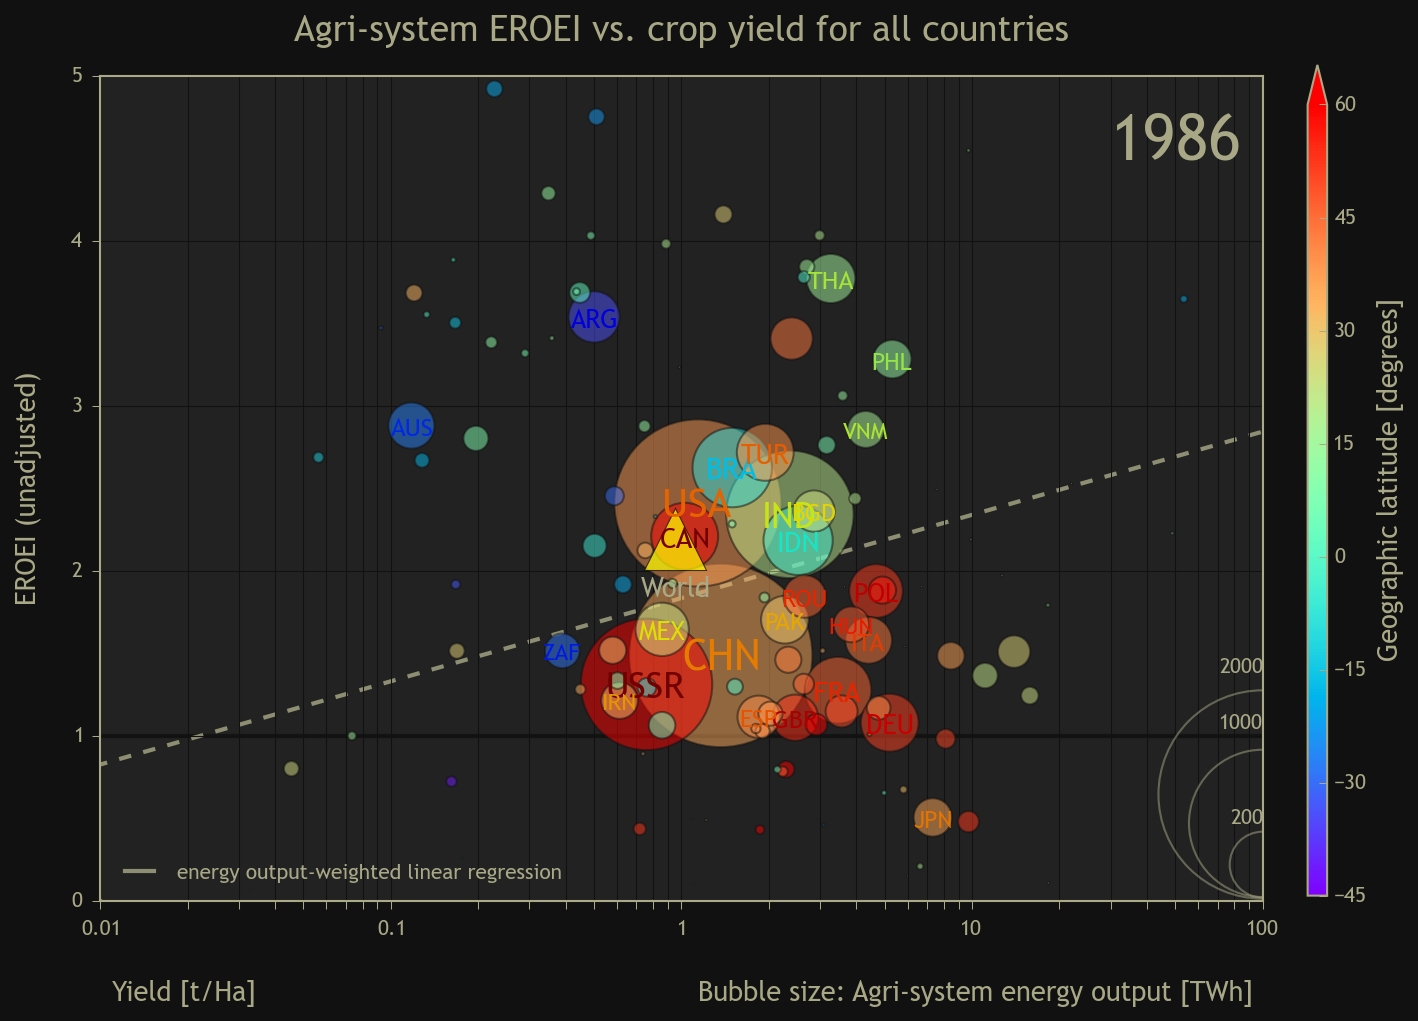 Agri-system EROEI vs. crop yield for all countries
1986
5
4
3
2
1
0
EROEI (unadjusted)
THA
ARG
PHL
AUS
VNM
TUR
BRA
USA
IND
BGD
CAN
IDN
World
POL
ROU
PAK
HUN
MEX
ITA
ZAF
CHN
USSR
FRA
IRN
ESP
GBR
DEU
JPN
2000
1000
200
energy output-weighted linear regression
0.01
0.1
1
10
100
Yield [t/Ha]
Bubble size: Agri-system energy output [TWh]
60
45
30
15
0
−15
−30
−45
Geographic latitude [degrees]